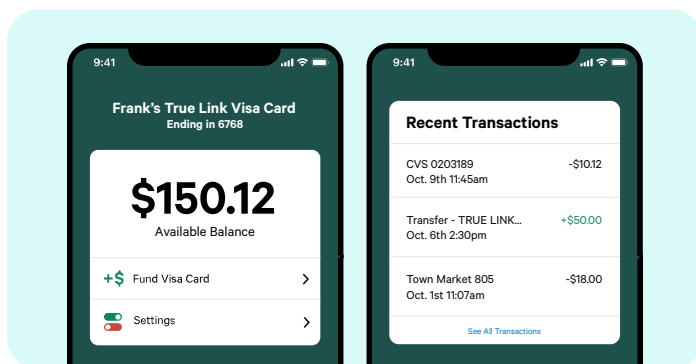 9:41
Frank's True Link Visa Card
Ending in 6768
$150.12
Available Balance
+$ Fund Visa Card
Settings
9:41
Recent Transactions
CVS 0203189 -$10.12
Oct. 9th 11:45am
Transfer - TRUE LINK... +$50.00
Oct. 6th 2:30pm
Town Market 805 -$18.00
Oct. 1st 11:07am
See All Transactions